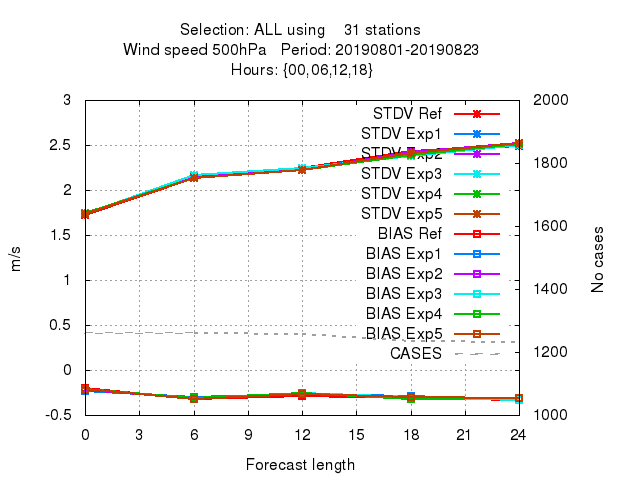 Selection: ALL using 31 stations
Wind speed 500hPa Period: 20190801-20190823
Hours: {00,06,12,18}
3
2.5
2
1.5
1
0.5
0
-0.5
m/s
2000
1800
1600
1400
1200
1000
No cases
STDV Ref
STDV Exp1
STDV Exp2
STDV Exp3
STDV Exp4
STDV Exp5
BIAS Ref
BIAS Exp1
BIAS Exp2
BIAS Exp3
BIAS Exp4
BIAS Exp5
CASES
0 3 6 9 12 15 18 21 24
Forecast length